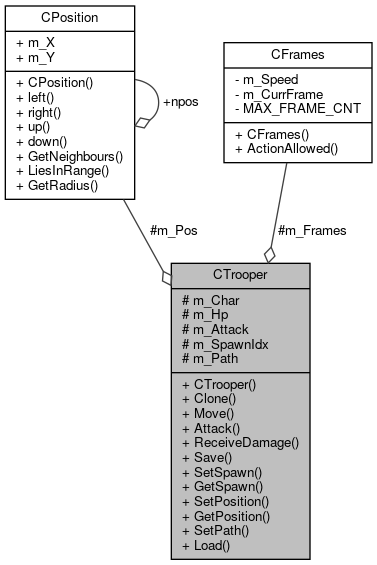 CPosition
+ m_X
+ m_Y
+ CPosition()
+ left()
+ right()
+ up()
+ down()
+ GetNeighbours()
+ LiesInRange()
+ GetRadius()
+npos
CFrames
- m_Speed
- m_CurrFrame
- MAX_FRAME_CNT
+ CFrames()
+ ActionAllowed()
#m_Pos
#m_Frames
CTrooper
# m_Char
# m_Hp
# m_Attack
# m_SpawnIdx
# m_Path
+ CTrooper()
+ Clone()
+ Move()
+ Attack()
+ ReceiveDamage()
+ Save()
+ SetSpawn()
+ GetSpawn()
+ SetPosition()
+ GetPosition()
+ SetPath()
+ Load()